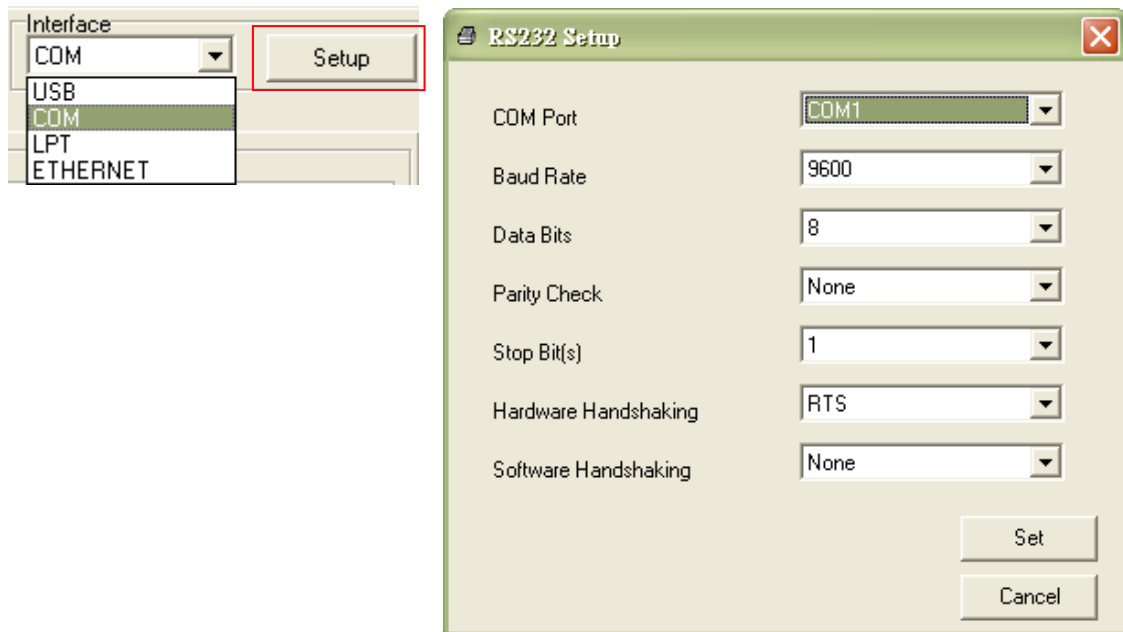 Interface
COM
Setup
USB
COM
LPT
ETHERNET
RS232 Setup
COM Port
COM1
Baud Rate
9600
Data Bits
8
Parity Check
None
Stop Bit(s)
1
Hardware Handshaking
RTS
Software Handshaking
None
Set
Cancel